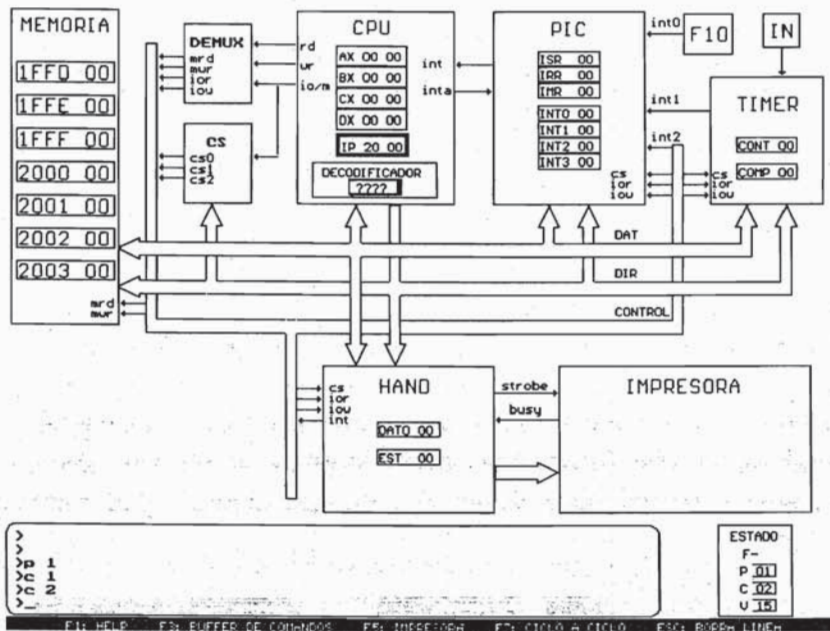 MEMORIA
1FFD 00
1FFE 00
1FFF 00
2000 00
2001 00
2002 00
2003 00
mrd
mwr
DEMUX
mrd
mwr
ior
iow
CS
cs0
cs1
cs2
CPU
rd
wr
io/m
AX 00 00
BX 00 00
CX 00 00
DX 00 00
IP 20 00
DECODIFICADOR
????
int
inta
PIC
ISR 00
IRR 00
IMR 00
INT0 00
INT1 00
INT2 00
INT3 00
cs
ior
iow
int0
int1
int2
F10
IN
TIMER
CONT 00
COMP 00
cs
ior
iow
DAT
DIR
CONTROL
HAND
cs
ior
iow
int
DATO 00
EST 00
strobe
busy
IMPRESORA
>
>
>p 1
>c 1
>c 2
>_
ESTADO
F-
P 01
C 02
V 15
F1: HELP F3: BUFFER DE COMANDOS F5: IMPRESORA F7: CICLO A CICLO ESC: BORRA LINEA